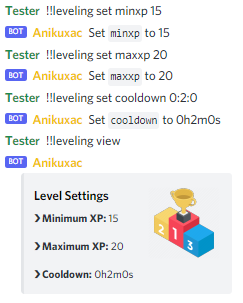 Tester !!leveling set minxp 15
BOT Anikuxac Set minxp to 15
Tester !!leveling set maxxp 20
BOT Anikuxac Set maxxp to 20
Tester !!leveling set cooldown 0:2:0
BOT Anikuxac Set cooldown to 0h2m0s
Tester !!leveling view
BOT Anikuxac
Level Settings
❯Minimum XP: 15
❯Maximum XP: 20
❯Cooldown: 0h2m0s
2 1 3